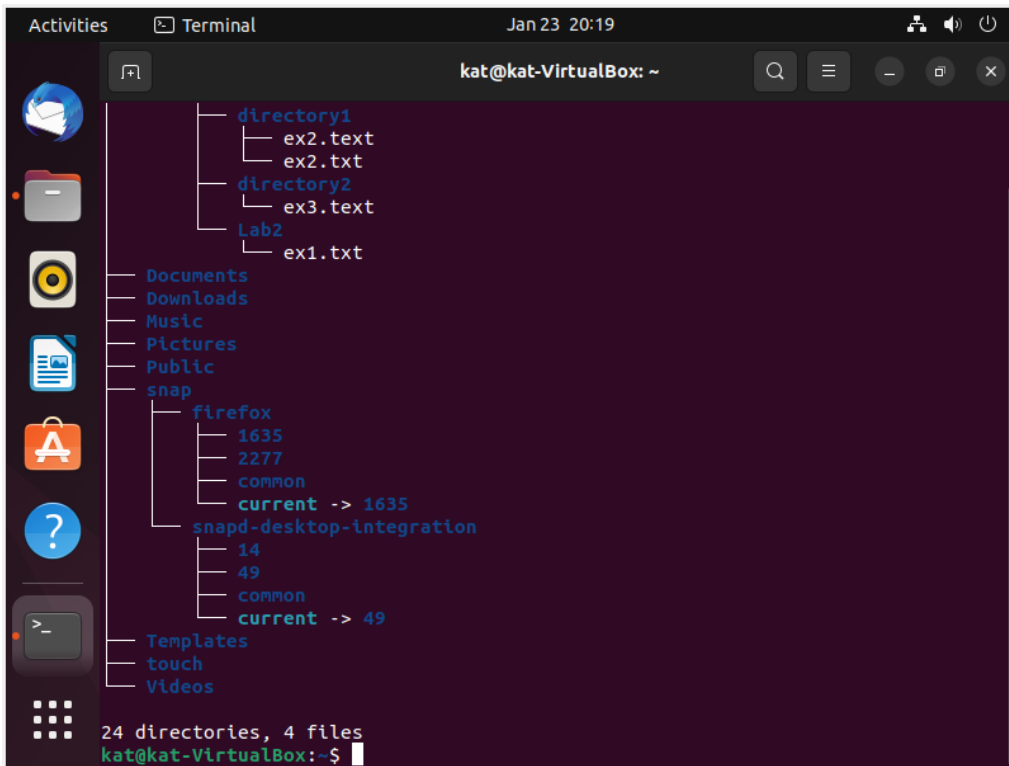 Activities Terminal Jan 23 20:19
kat@kat-VirtualBox: ~
directory1
ex2.text
ex2.txt
directory2
ex3.text
Lab2
ex1.txt
Documents
Downloads
Music
Pictures
Public
snap
firefox
1635
2277
common
current -> 1635
snapd-desktop-integration
14
49
common
current -> 49
Templates
touch
Videos
24 directories, 4 files
kat@kat-VirtualBox:~$